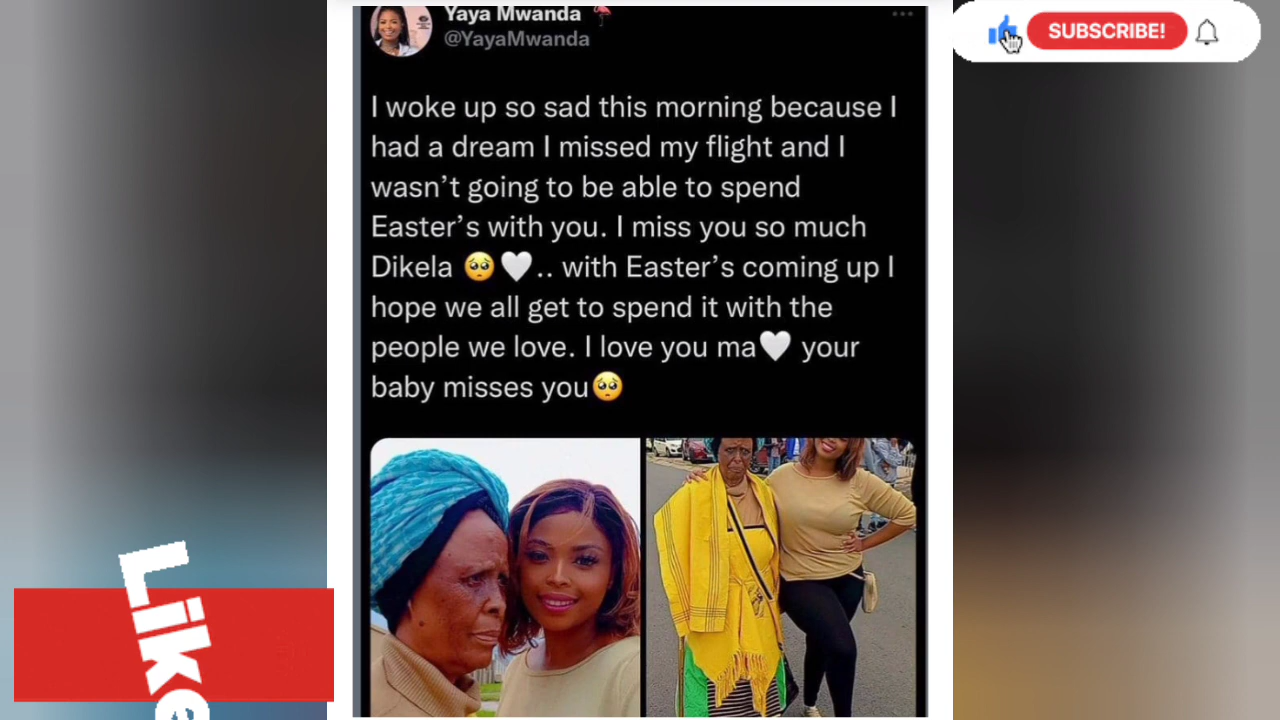 Yaya Mwanda 🦩
@YayaMwanda
SUBSCRIBE!
I woke up so sad this morning because I
had a dream I missed my flight and I
wasn’t going to be able to spend
Easter’s with you. I miss you so much
Dikela 🥺🤍.. with Easter’s coming up I
hope we all get to spend it with the
people we love. I love you ma🤍 your
baby misses you🥺
Like